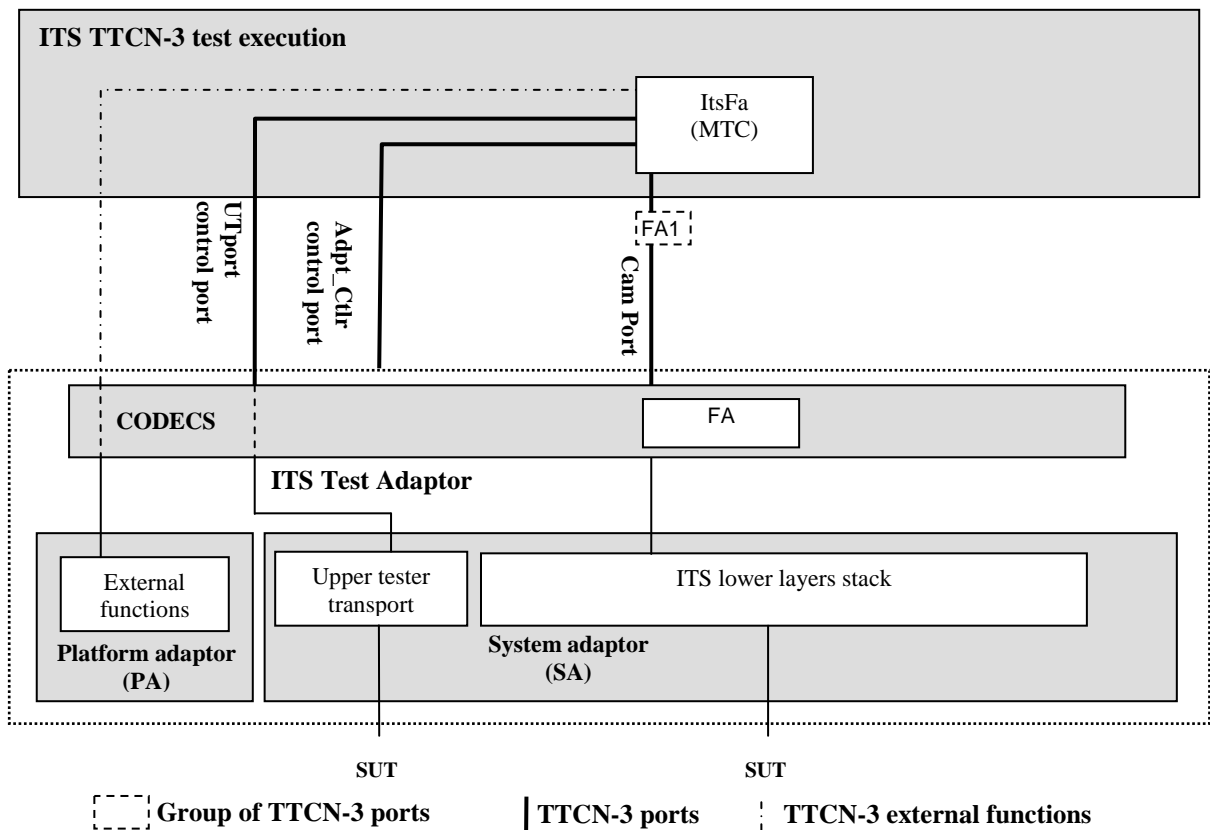 ITS TTCN-3 test execution
ItsFa
(MTC)
UTport
control port
Adpt_Ctlr
control port
FA1
Cam Port
CODECS
FA
ITS Test Adaptor
External
functions
Platform adaptor
(PA)
Upper tester
transport
ITS lower layers stack
System adaptor
(SA)
SUT
SUT
Group of TTCN-3 ports
TTCN-3 ports
TTCN-3 external functions